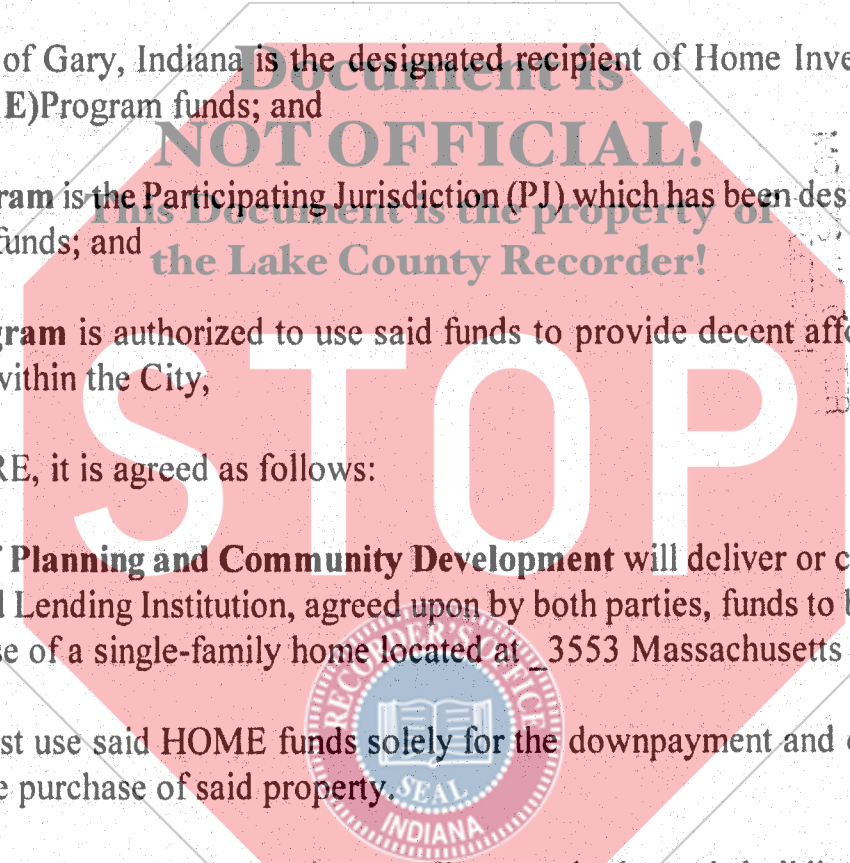 of Gary, Indiana is the designated recipient of Home Inve
Document is
E)Program funds; and
NOT OFFICIAL!
ram is the Participating Jurisdiction (PJ) which has been des
This Document is the property of
funds; and
the Lake County Recorder!
gram is authorized to use said funds to provide decent affo
within the City,
STOP
RE, it is agreed as follows:
Planning and Community Development will deliver or c
Lending Institution, agreed upon by both parties, funds to b
se of a single-family home located at _3553 Massachusetts
RECORDER'S OFFICE
st use said HOME funds solely for the downpayment and
e purchase of said property.
SEAL
INDIANA